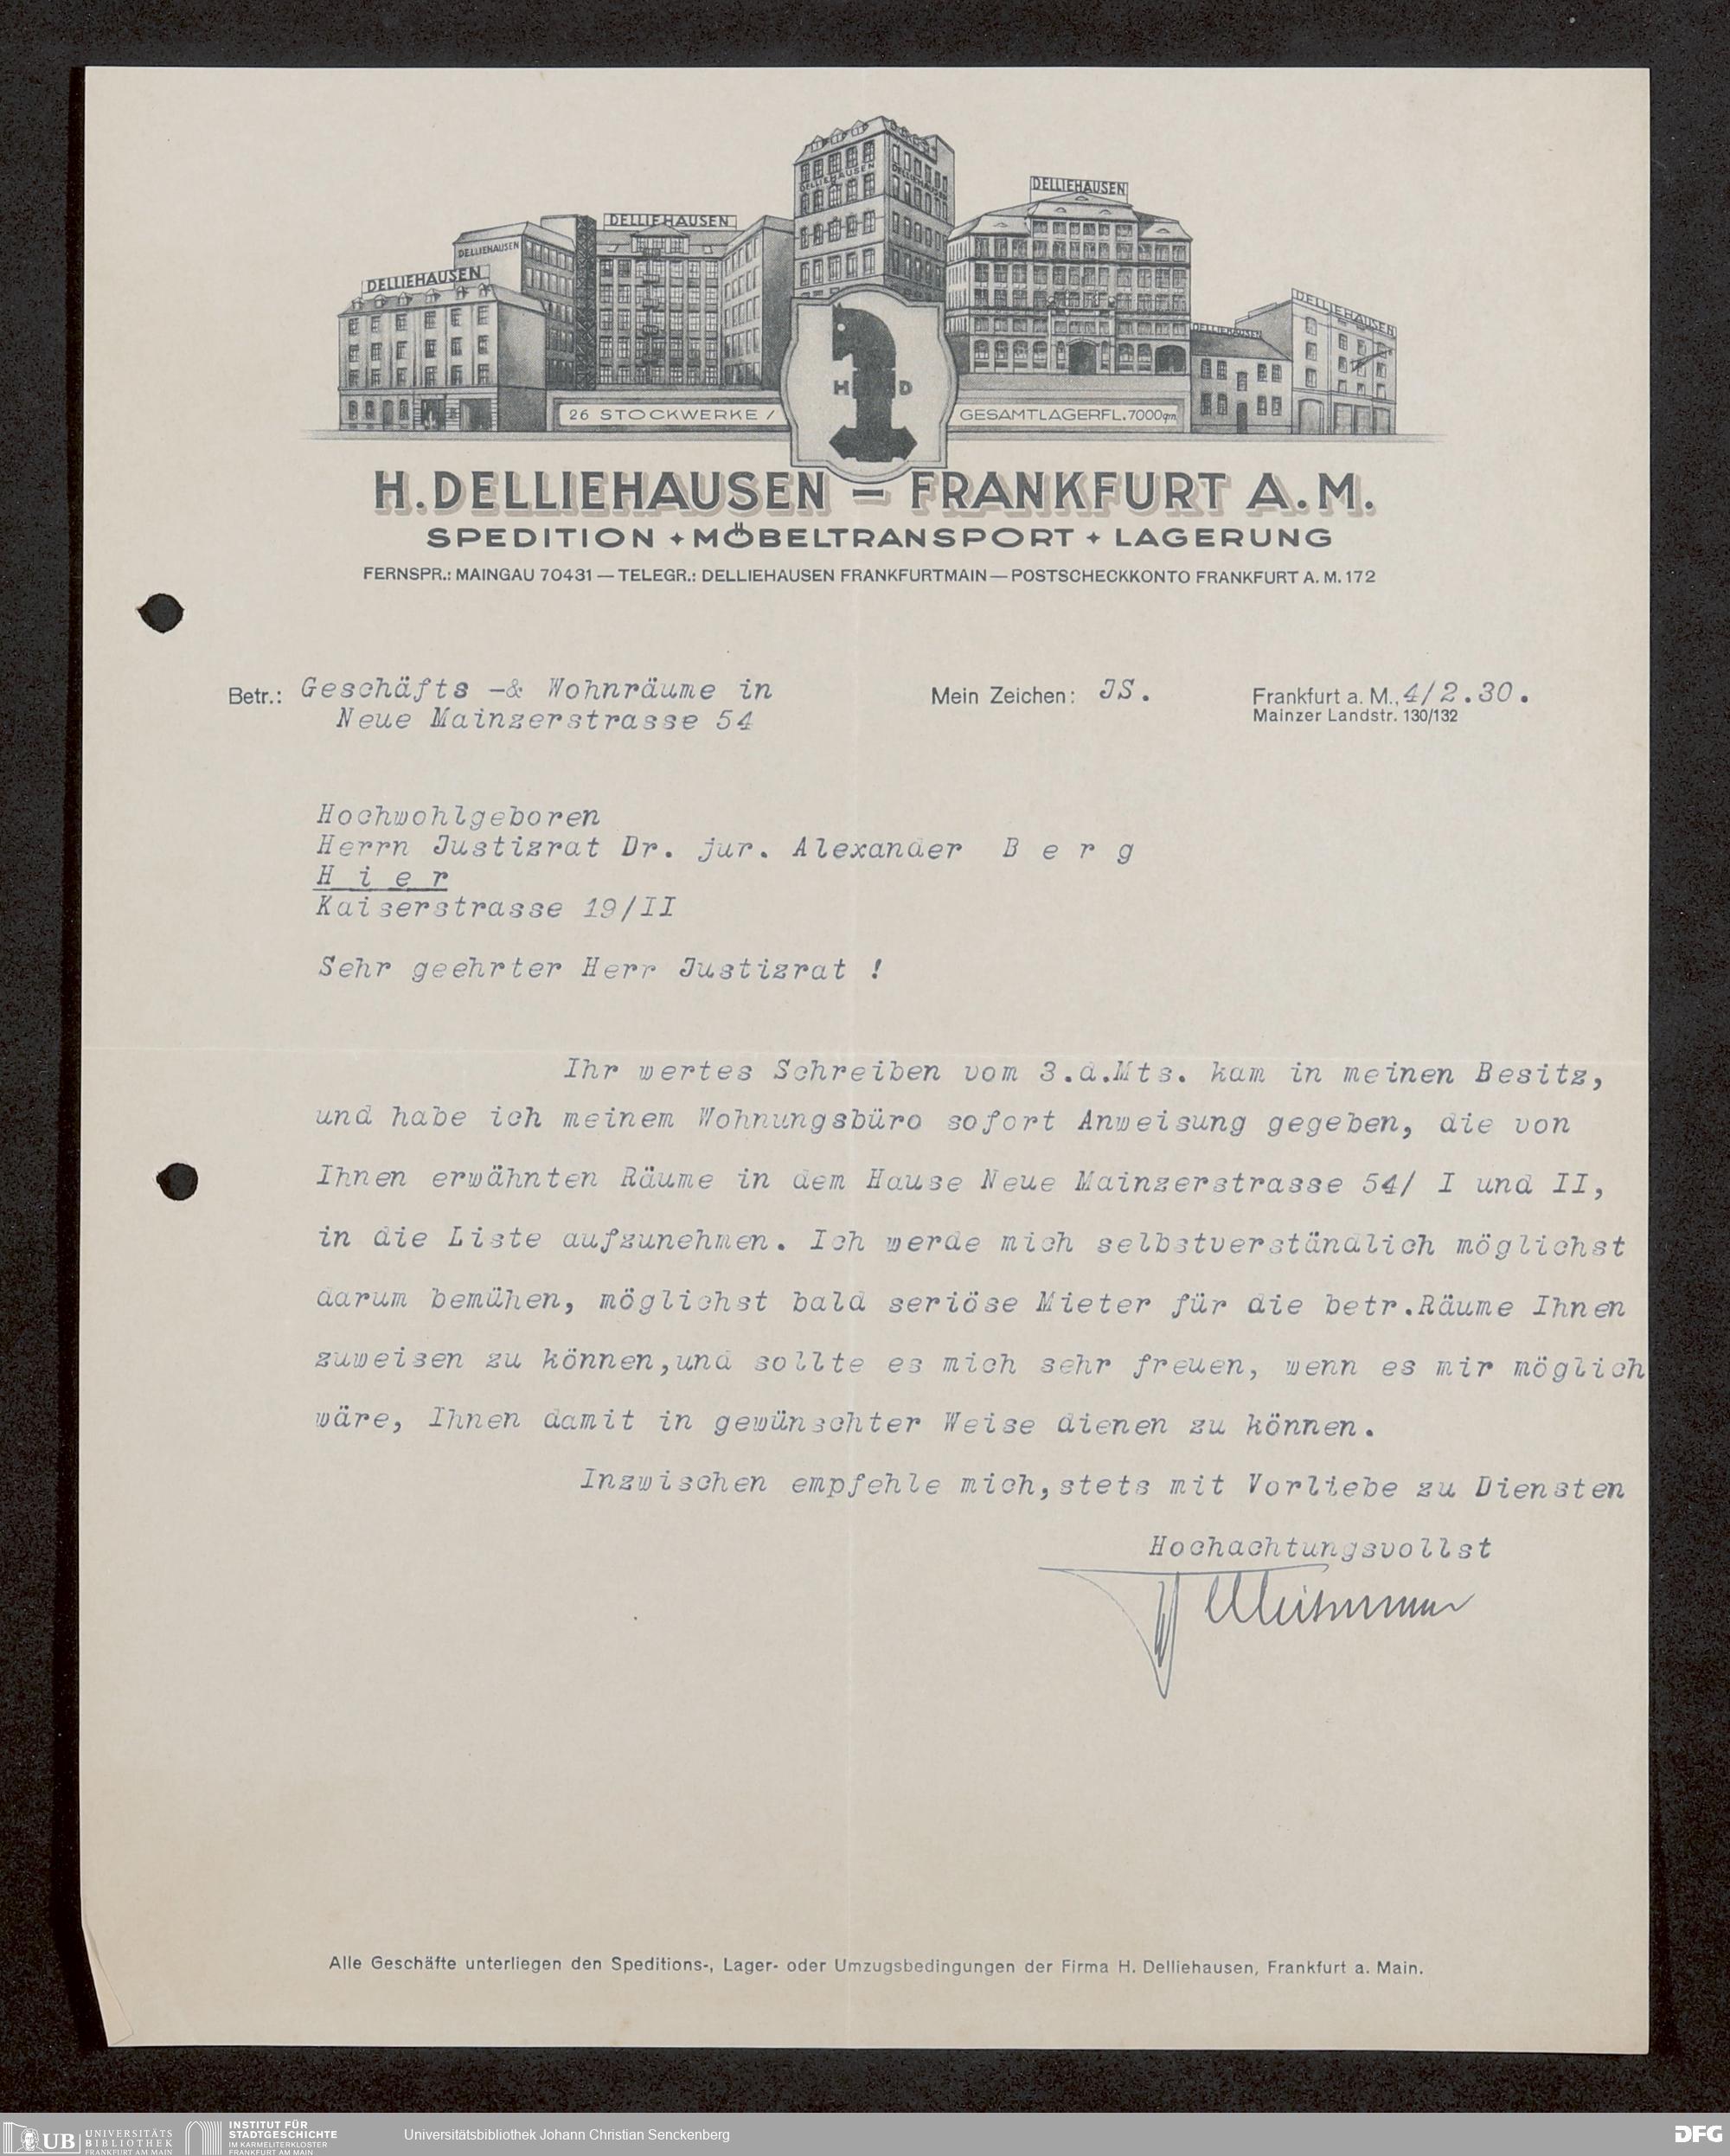 DELLIEHAUSEN
DELLIEHAUSEN
DELLIEHAUSEN
DELLIEHAUSEN
DELLIEHAUSEN
DELLIEHAUSEN
DELLIEHAUSEN
DELLIEHAUSEN
26 STOCKWERKE /
H D
GESAMTLAGERFL. 7000qm
H. DELLIEHAUSEN – FRANKFURT A. M.
SPEDITION + MÖBELTRANSPORT + LAGERUNG
FERNSPR.: MAINGAU 70431 — TELEGR.: DELLIEHAUSEN FRANKFURTMAIN — POSTSCHECKKONTO FRANKFURT A. M. 172
Betr.: Geschäfts -& Wohnräume in
Neue Mainzerstrasse 54
Mein Zeichen: JS.
Frankfurt a. M., 4/2.30.
Mainzer Landstr. 130/132
Hochwohlgeboren
Herrn Justizrat Dr. jur. Alexander B e r g
H i e r
Kaiserstrasse 19/II
Sehr geehrter Herr Justizrat !
Ihr wertes Schreiben vom 3.d.Mts. kam in meinen Besitz,
und habe ich meinem Wohnungsbüro sofort Anweisung gegeben, die von
Ihnen erwähnten Räume in dem Hause Neue Mainzerstrasse 54/ I und II,
in die Liste aufzunehmen. Ich werde mich selbstverständlich möglichst
darum bemühen, möglichst bald seriöse Mieter für die betr.Räume Ihnen
zuweisen zu können,und sollte es mich sehr freuen, wenn es mir möglich
wäre, Ihnen damit in gewünschter Weise dienen zu können.
Inzwischen empfehle mich,stets mit Vorliebe zu Diensten
Hochachtungsvollst
Alle Geschäfte unterliegen den Speditions-, Lager- oder Umzugsbedingungen der Firma H. Delliehausen, Frankfurt a. Main.
UB
UNIVERSITÄTS
BIBLIOTHEK
FRANKFURT AM MAIN
INSTITUT FÜR
STADTGESCHICHTE
IM KARMELITERKLOSTER
FRANKFURT AM MAIN
Universitätsbibliothek Johann Christian Senckenberg
DFG